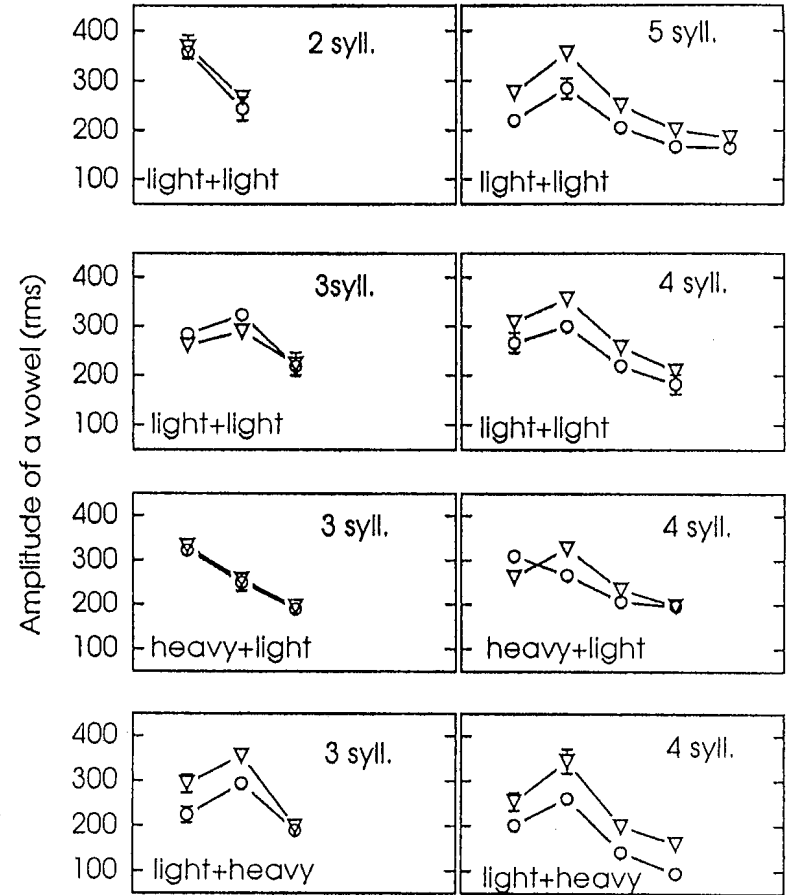 Amplitude of a vowel (rms)
400
300
200
100
2 syll.
light+light
5 syll.
light+light
400
300
200
100
3syll.
light+light
4 syll.
light+light
400
300
200
100
3 syll.
heavy+light
4 syll.
heavy+light
400
300
200
100
3 syll.
light+heavy
4 syll.
light+heavy